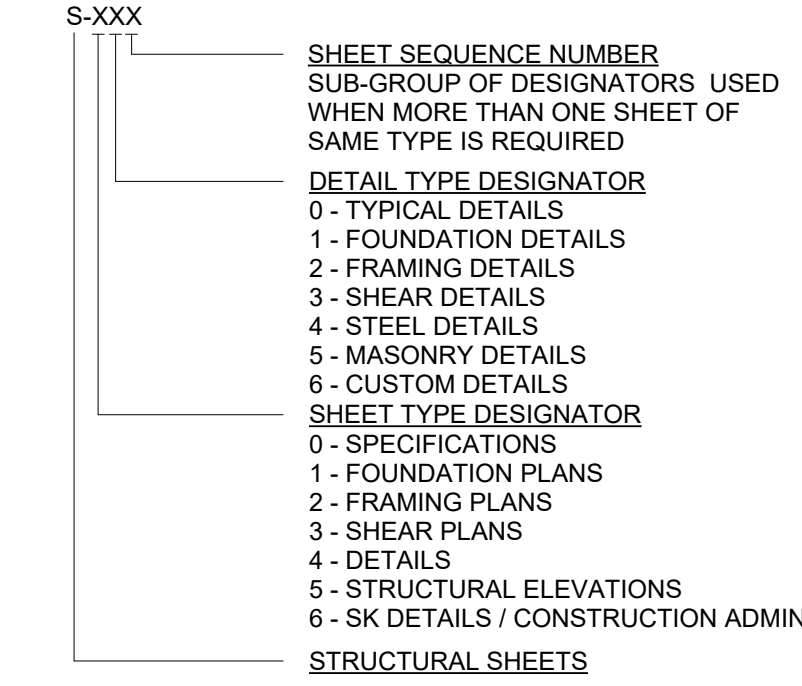 S-XXX
SHEET SEQUENCE NUMBER
SUB-GROUP OF DESIGNATORS USED
WHEN MORE THAN ONE SHEET OF
SAME TYPE IS REQUIRED
DETAIL TYPE DESIGNATOR
0 - TYPICAL DETAILS
1 - FOUNDATION DETAILS
2 - FRAMING DETAILS
3 - SHEAR DETAILS
4 - STEEL DETAILS
5 - MASONRY DETAILS
6 - CUSTOM DETAILS
SHEET TYPE DESIGNATOR
0 - SPECIFICATIONS
1 - FOUNDATION PLANS
2 - FRAMING PLANS
3 - SHEAR PLANS
4 - DETAILS
5 - STRUCTURAL ELEVATIONS
6 - SK DETAILS / CONSTRUCTION ADMIN
STRUCTURAL SHEETS